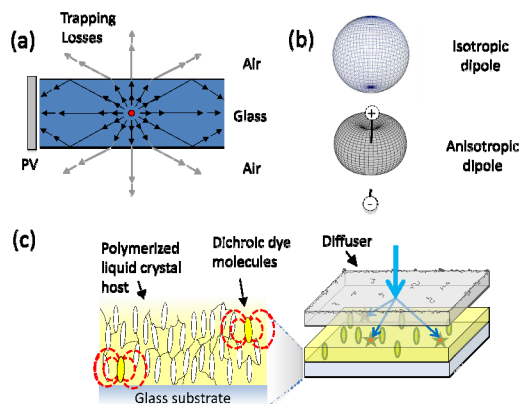 (a)
Trapping
Losses
Air
Glass
Air
PV
(b)
Isotropic
dipole
+
Anisotropic
dipole
-
(c)
Polymerized
liquid crystal
host
Dichroic dye
molecules
Diffuser
Glass substrate